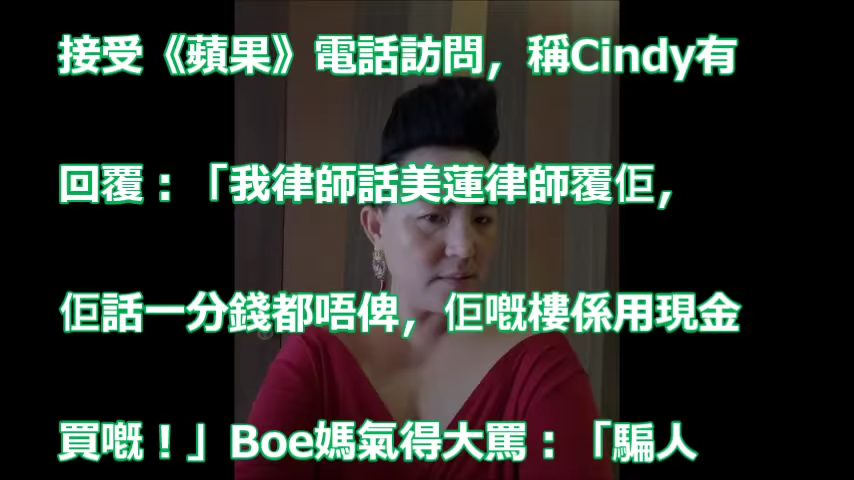 接受《蘋果》電話訪問，稱Cindy有
回覆：「我律師話美蓮律師覆佢，
佢話一分錢都唔俾，佢嘅樓係用現金
買嘅！」Boe媽氣得大罵：「騙人